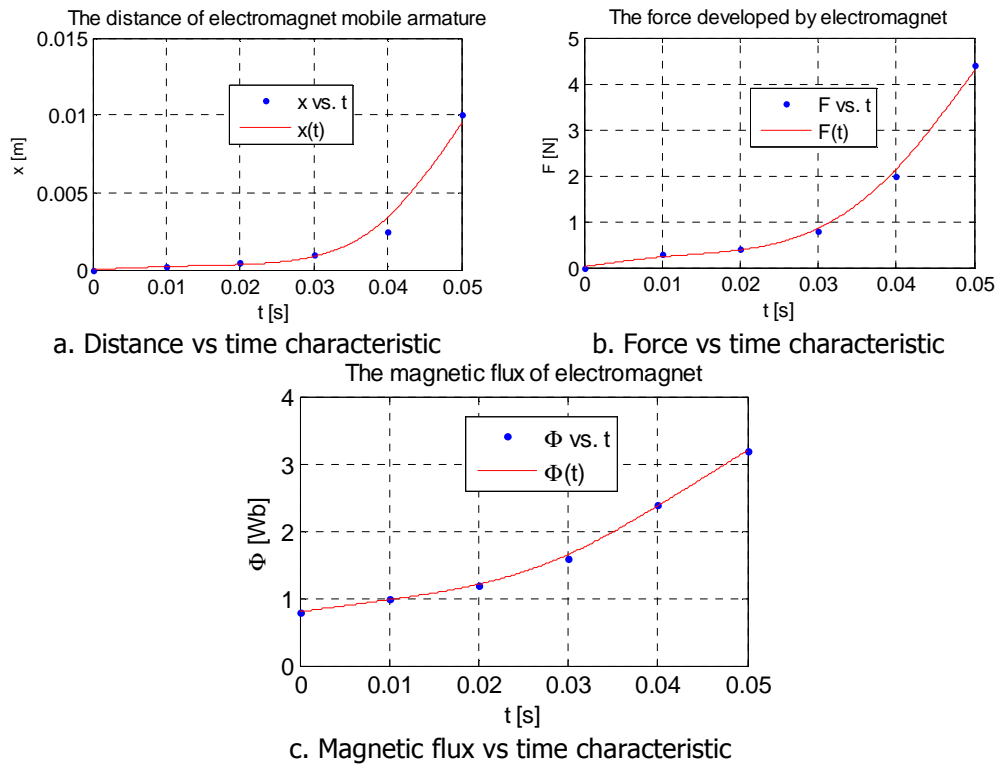 The distance of electromagnet mobile armature
0.015
0.01
0.005
0
x [m]
x vs. t
x(t)
0 0.01 0.02 0.03 0.04 0.05
t [s]
a. Distance vs time characteristic
The force developed by electromagnet
5
4
3
2
1
0
F [N]
F vs. t
F(t)
0 0.01 0.02 0.03 0.04 0.05
t [s]
b. Force vs time characteristic
The magnetic flux of electromagnet
4
3
2
1
0
Φ [Wb]
Φ vs. t
Φ(t)
0 0.01 0.02 0.03 0.04 0.05
t [s]
c. Magnetic flux vs time characteristic